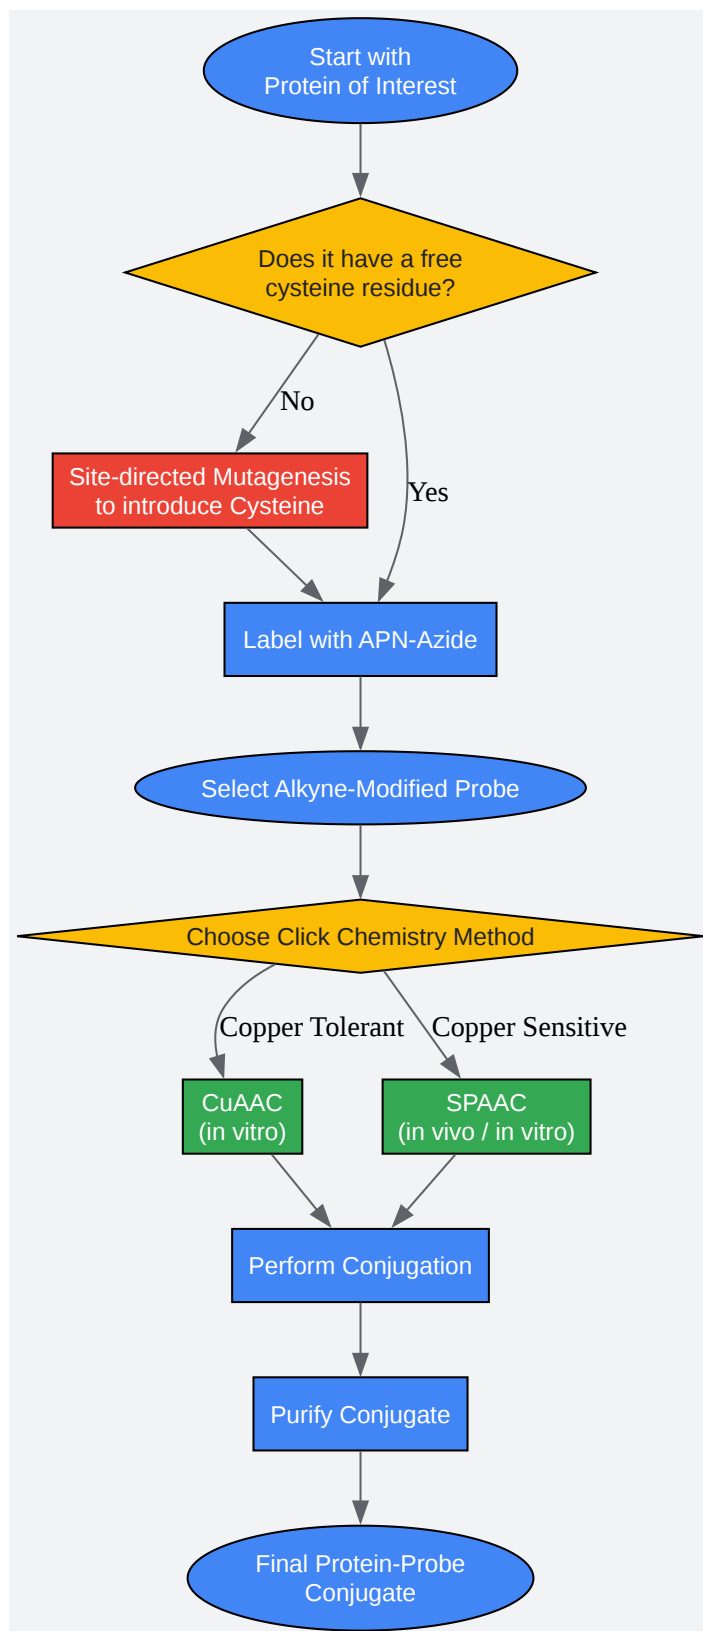 Start with
Protein of Interest
Does it have a free
cysteine residue?
No
Site-directed Mutagenesis
to introduce Cysteine
Yes
Label with APN-Azide
Select Alkyne-Modified Probe
Choose Click Chemistry Method
Copper Tolerant
Copper Sensitive
CuAAC
(in vitro)
SPAAC
(in vivo / in vitro)
Perform Conjugation
Purify Conjugate
Final Protein-Probe
Conjugate